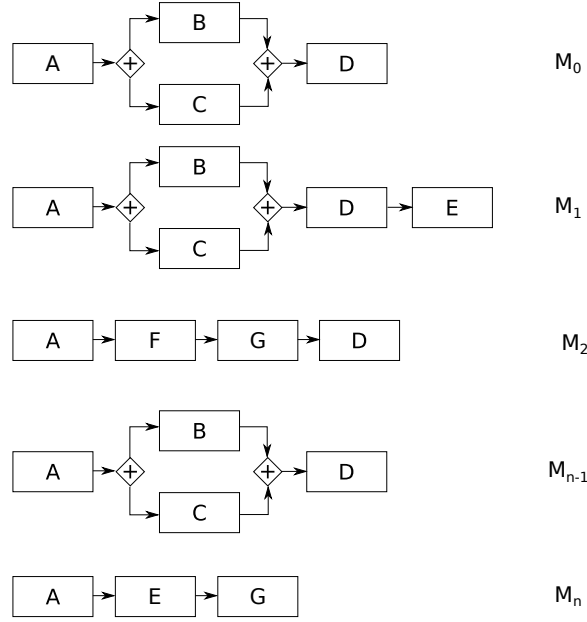 B
A + + D M0
C
B
A + + D E M1
C
A F G D M2
B
A + + D Mn-1
C
A E G Mn